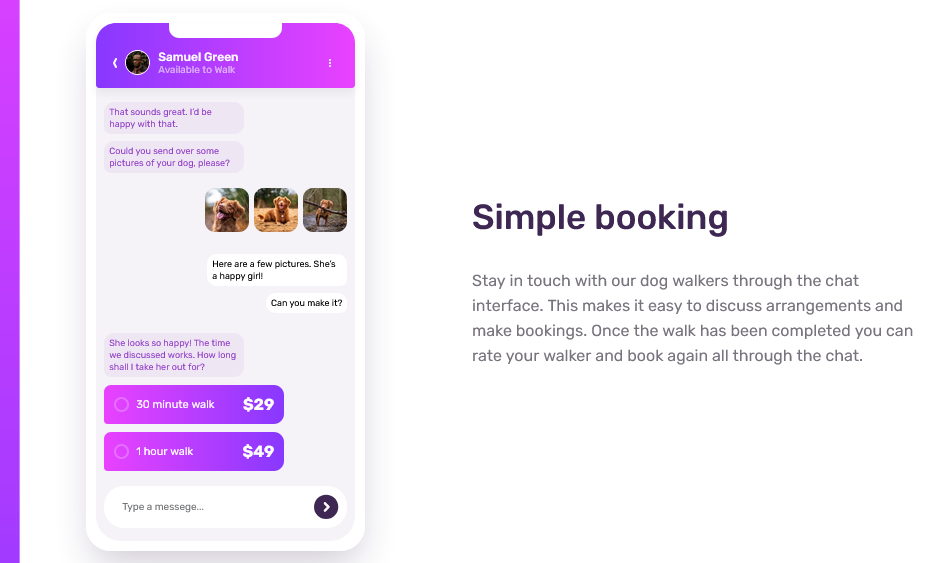 Samuel Green
Available to Walk
That sounds great. I'd be
happy with that.
Could you send over some
pictures of your dog, please?
Here are a few pictures. She's
a happy girl!
Can you make it?
She looks so happy! The time
we discussed works. How long
shall I take her out for?
30 minute walk $29
1 hour walk $49
Type a messege...
Simple booking
Stay in touch with our dog walkers through the chat
interface. This makes it easy to discuss arrangements and
make bookings. Once the walk has been completed you can
rate your walker and book again all through the chat.